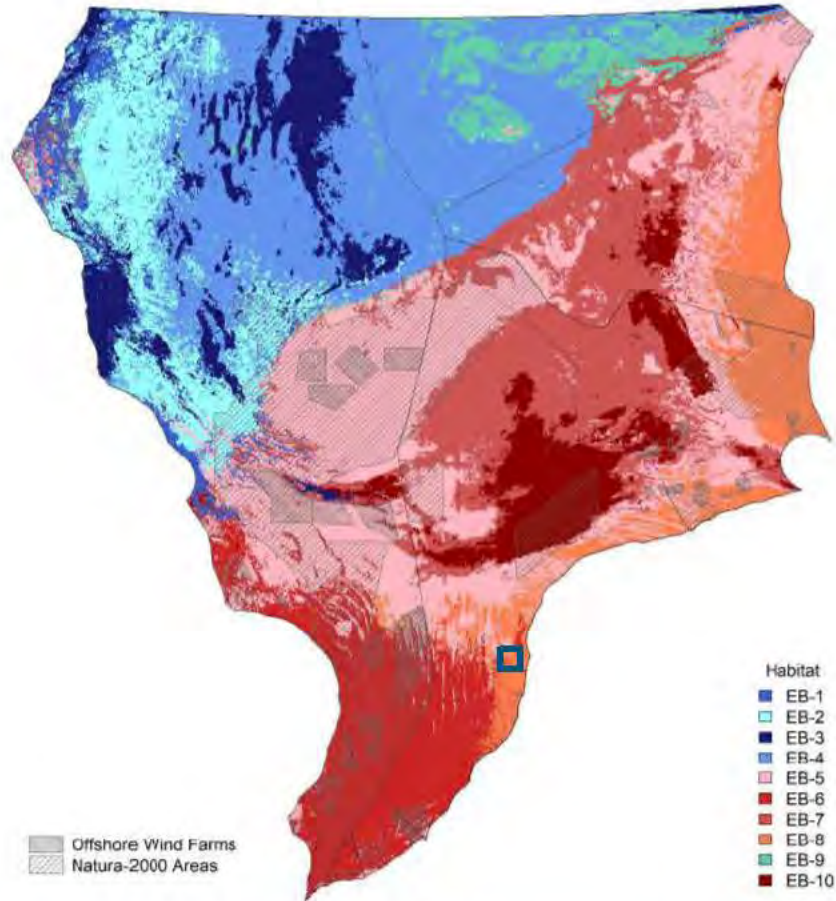 Habitat
EB-1
EB-2
EB-3
EB-4
EB-5
EB-6
EB-7
EB-8
EB-9
EB-10
Offshore Wind Farms
Natura-2000 Areas